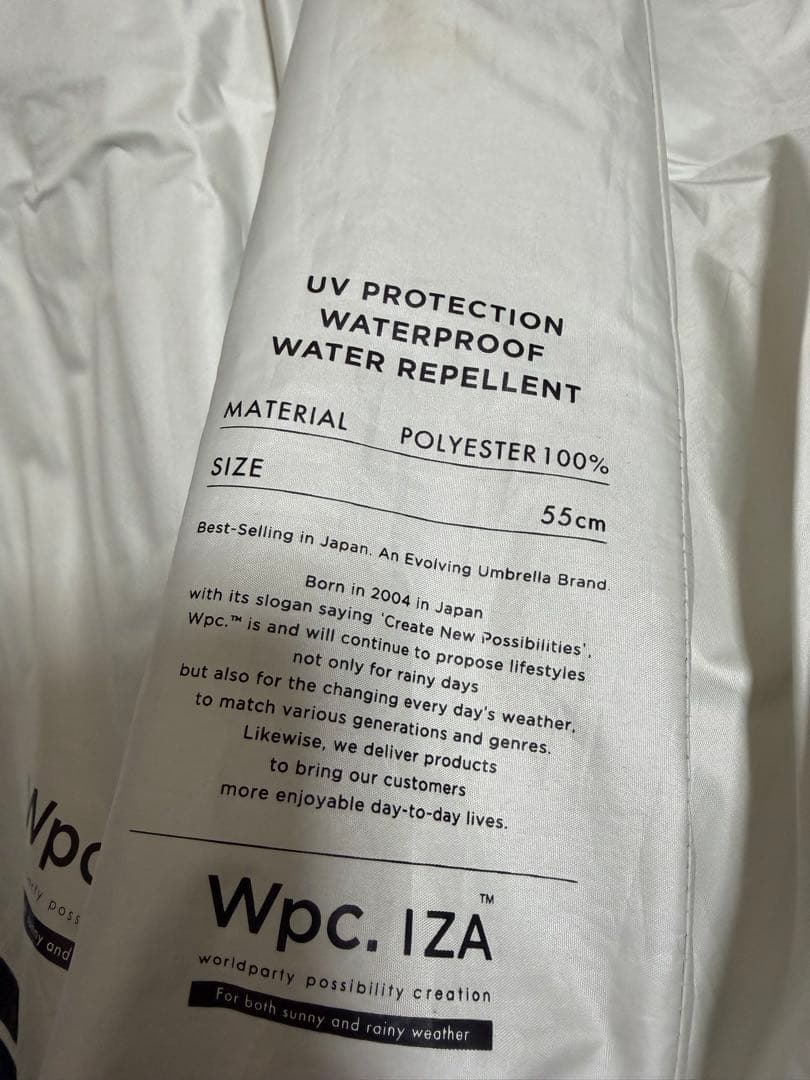 UV PROTECTION
WATERPROOF
WATER REPELLENT
MATERIAL POLYESTER 100%
SIZE 55cm
Best-Selling in Japan. An Evolving Umbrella Brand.
Born in 2004 in Japan
with its slogan saying 'Create New Possibilities',
Wpc.™ is and will continue to propose lifestyles
not only for rainy days
but also for the changing every day's weather,
to match various generations and genres.
Likewise, we deliver products
to bring our customers
more enjoyable day-to-day lives.
Wpc. IZA™
worldparty possibility creation
For both sunny and rainy weather
Wpc
poss
and